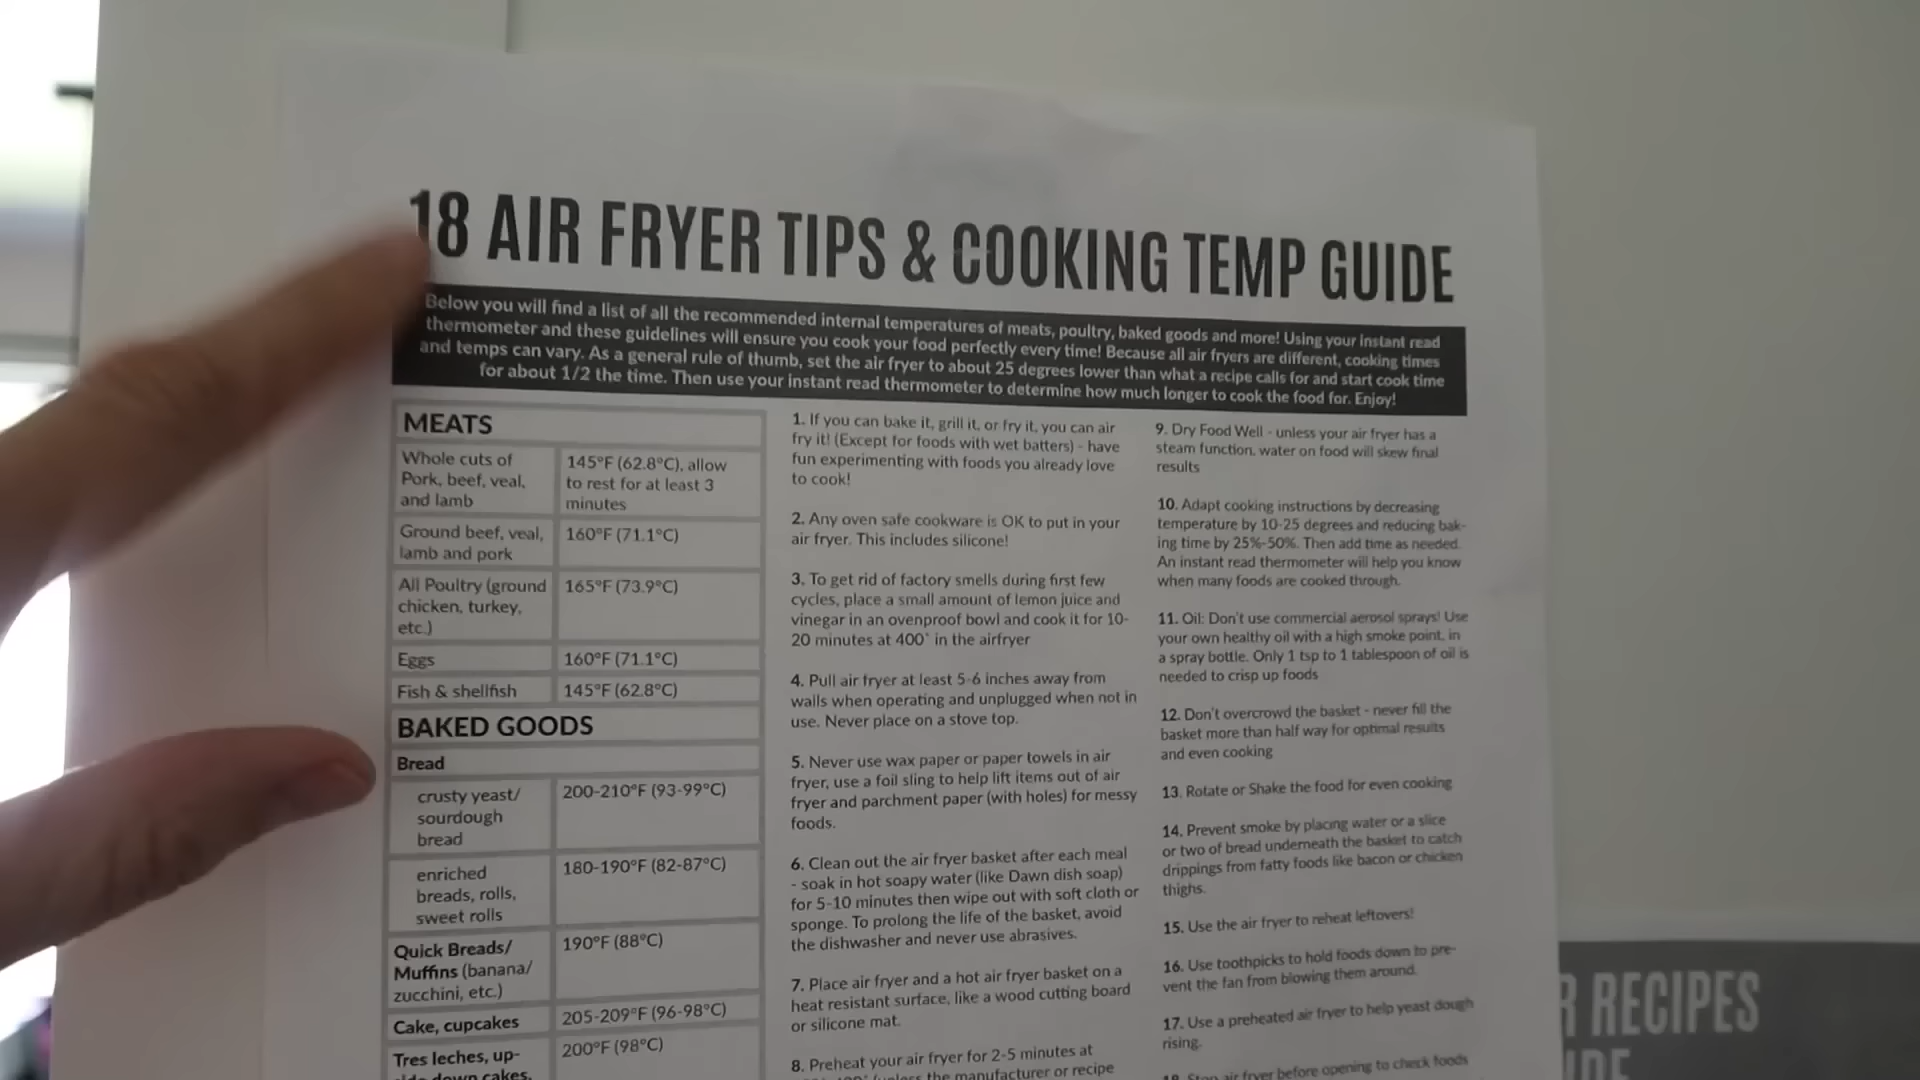 18 AIR FRYER TIPS & COOKING TEMP GUIDE
Below you will find a list of all the recommended internal temperatures of meats, poultry, baked goods and more! Using your instant read
thermometer and these guidelines will ensure you cook your food perfectly every time! Because all air fryers are different, cooking times
and temps can vary. As a general rule of thumb, set the air fryer to about 25 degrees lower than what a recipe calls for and start cook time
for about 1/2 the time. Then use your instant read thermometer to determine how much longer to cook the food for. Enjoy!
MEATS
Whole cuts of
Pork, beef, veal,
and lamb
145°F (62.8°C), allow
to rest for at least 3
minutes
Ground beef, veal,
lamb and pork
160°F (71.1°C)
All Poultry (ground
chicken, turkey,
etc.)
165°F (73.9°C)
Eggs
160°F (71.1°C)
Fish & shellfish
145°F (62.8°C)
BAKED GOODS
Bread
crusty yeast/
sourdough
bread
200-210°F (93-99°C)
enriched
breads, rolls,
sweet rolls
180-190°F (82-87°C)
Quick Breads/
Muffins (banana/
zucchini, etc.)
190°F (88°C)
Cake, cupcakes
205-209°F (96-98°C)
Tres leches, up-
side down cakes,
200°F (98°C)
1. If you can bake it, grill it, or fry it, you can air
fry it! (Except for foods with wet batters) - have
fun experimenting with foods you already love
to cook!
2. Any oven safe cookware is OK to put in your
air fryer. This includes silicone!
3. To get rid of factory smells during first few
cycles, place a small amount of lemon juice and
vinegar in an ovenproof bowl and cook it for 10-
20 minutes at 400° in the airfryer
4. Pull air fryer at least 5-6 inches away from
walls when operating and unplugged when not in
use. Never place on a stove top.
5. Never use wax paper or paper towels in air
fryer, use a foil sling to help lift items out of air
fryer and parchment paper (with holes) for messy
foods.
6. Clean out the air fryer basket after each meal
- soak in hot soapy water (like Dawn dish soap)
for 5-10 minutes then wipe out with soft cloth or
sponge. To prolong the life of the basket, avoid
the dishwasher and never use abrasives.
7. Place air fryer and a hot air fryer basket on a
heat resistant surface, like a wood cutting board
or silicone mat.
8. Preheat your air fryer for 2-5 minutes at
the manufacturer or recipe
9. Dry Food Well - unless your air fryer has a
steam function, water on food will skew final
results
10. Adapt cooking instructions by decreasing
temperature by 10-25 degrees and reducing bak-
ing time by 25%-50%. Then add time as needed.
An instant read thermometer will help you know
when many foods are cooked through.
11. Oil: Don't use commercial aerosol sprays! Use
your own healthy oil with a high smoke point, in
a spray bottle. Only 1 tsp to 1 tablespoon of oil is
needed to crisp up foods
12. Don't overcrowd the basket - never fill the
basket more than half way for optimal results
and even cooking
13. Rotate or Shake the food for even cooking
14. Prevent smoke by placing water or a slice
or two of bread underneath the basket to catch
drippings from fatty foods like bacon or chicken
thighs.
15. Use the air fryer to reheat leftovers!
16. Use toothpicks to hold foods down to pre-
vent the fan from blowing them around.
17. Use a preheated air fryer to help yeast dough
rising.
18. Stop air fryer before opening to check foods
R RECIPES